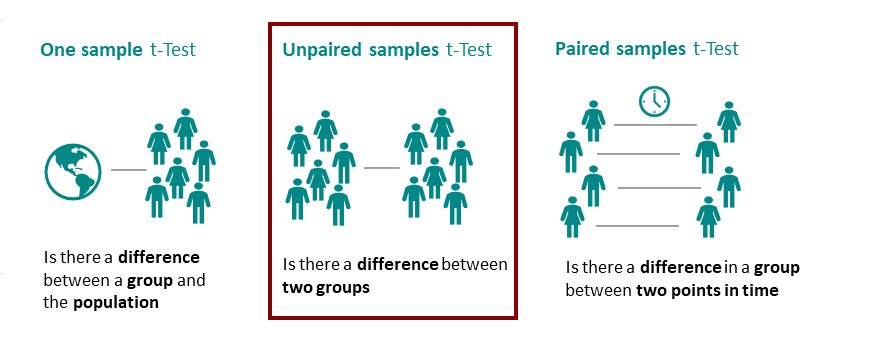 One sample t-Test
Is there a difference
between a group and
the population
Unpaired samples t-Test
Is there a difference between
two groups
Paired samples t-Test
Is there a difference in a group
between two points in time